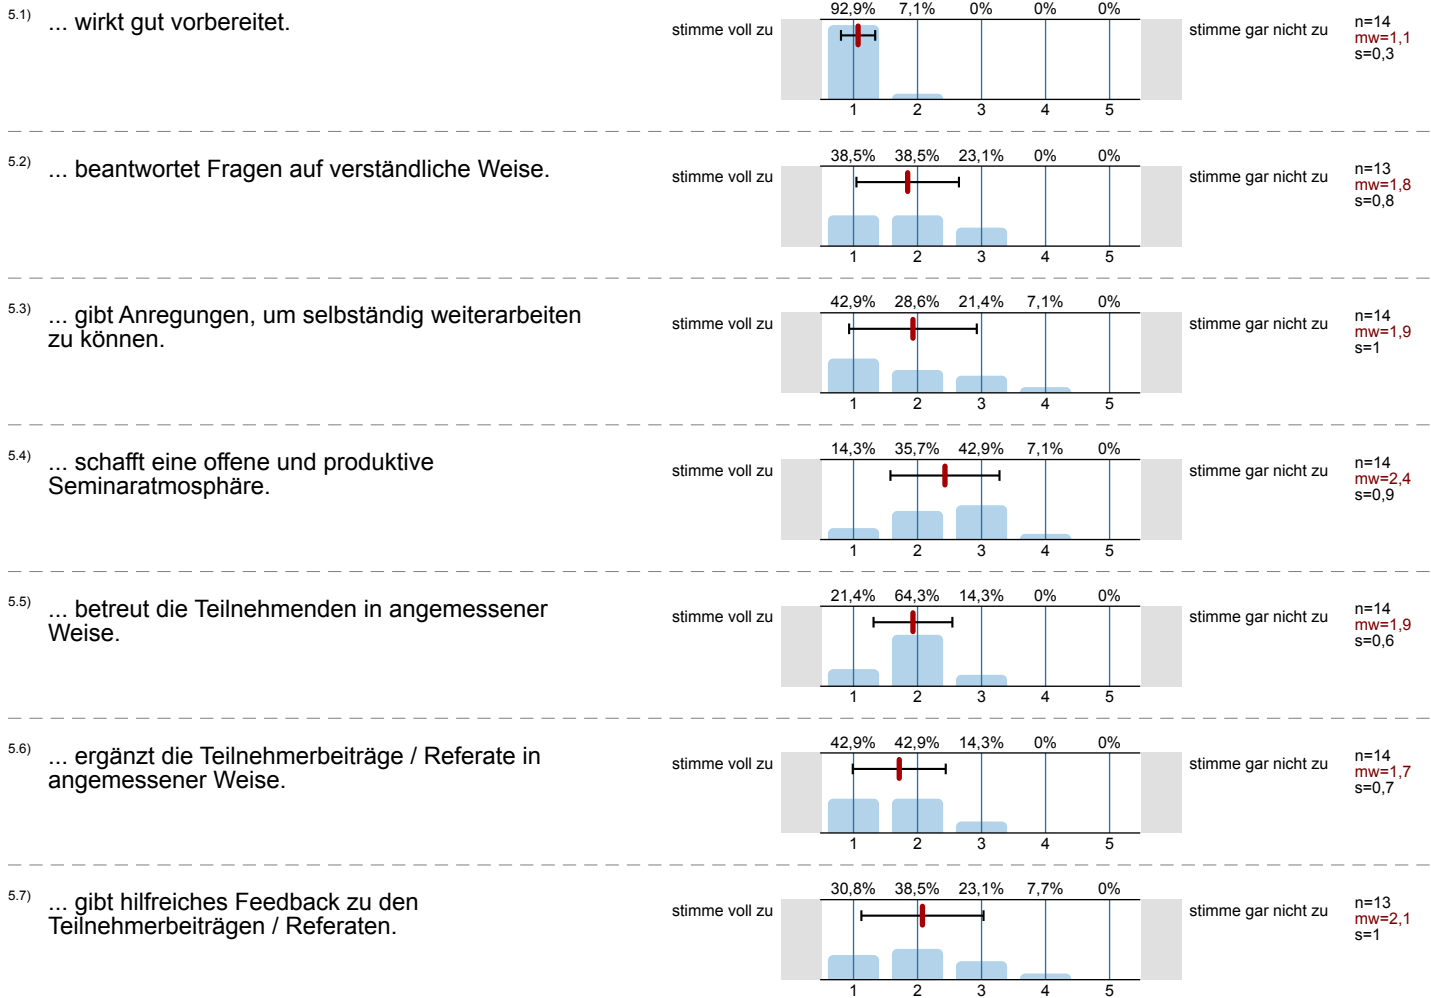 5.1) ... wirkt gut vorbereitet.
92,9% 7,1% 0% 0% 0%
stimme voll zu stimme gar nicht zu
1 2 3 4 5
n=14
mw=1,1
s=0,3
5.2) ... beantwortet Fragen auf verständliche Weise.
38,5% 38,5% 23,1% 0% 0%
stimme voll zu stimme gar nicht zu
1 2 3 4 5
n=13
mw=1,8
s=0,8
5.3) ... gibt Anregungen, um selbständig weiterarbeiten
zu können.
42,9% 28,6% 21,4% 7,1% 0%
stimme voll zu stimme gar nicht zu
1 2 3 4 5
n=14
mw=1,9
s=1
5.4) ... schafft eine offene und produktive
Seminaratmosphäre.
14,3% 35,7% 42,9% 7,1% 0%
stimme voll zu stimme gar nicht zu
1 2 3 4 5
n=14
mw=2,4
s=0,9
5.5) ... betreut die Teilnehmenden in angemessener
Weise.
21,4% 64,3% 14,3% 0% 0%
stimme voll zu stimme gar nicht zu
1 2 3 4 5
n=14
mw=1,9
s=0,6
5.6) ... ergänzt die Teilnehmerbeiträge / Referate in
angemessener Weise.
42,9% 42,9% 14,3% 0% 0%
stimme voll zu stimme gar nicht zu
1 2 3 4 5
n=14
mw=1,7
s=0,7
5.7) ... gibt hilfreiches Feedback zu den
Teilnehmerbeiträgen / Referaten.
30,8% 38,5% 23,1% 7,7% 0%
stimme voll zu stimme gar nicht zu
1 2 3 4 5
n=13
mw=2,1
s=1